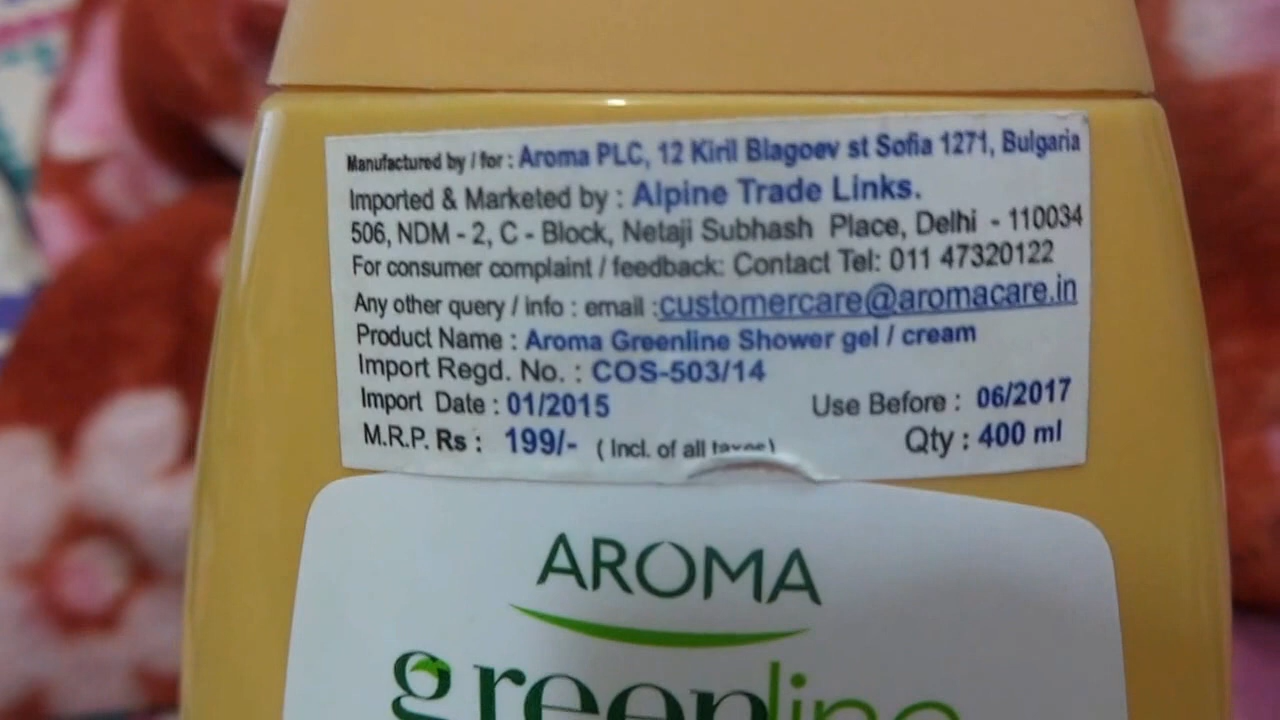 Manufactured by / for : Aroma PLC, 12 Kiril Blagoev st Sofia 1271, Bulgaria
Imported & Marketed by : Alpine Trade Links.
506, NDM - 2, C - Block, Netaji Subhash Place, Delhi - 110034
For consumer complaint / feedback: Contact Tel: 011 47320122
Any other query / info : email :customercare@aromacare.in
Product Name : Aroma Greenline Shower gel / cream
Import Regd. No. : COS-503/14
Import Date : 01/2015 Use Before : 06/2017
M.R.P. Rs : 199/- ( Incl. of all taxes) Qty : 400 ml
AROMA
greenline